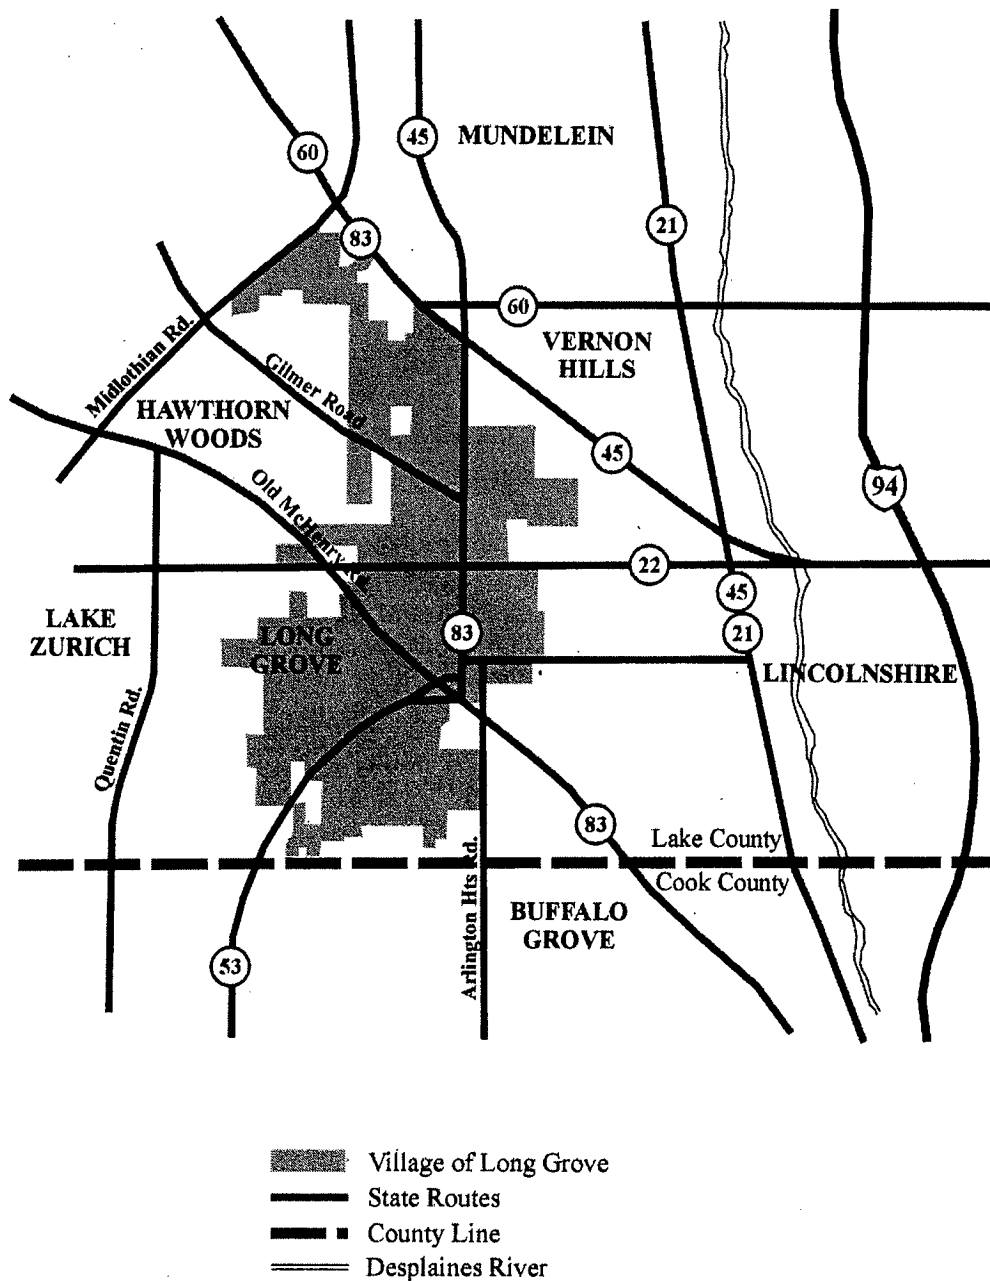 45
MUNDELEIN
60
21
83
60
VERNON
HILLS
Midlothian Rd.
Gilmer Road
HAWTHORN
WOODS
45
94
Old McHenry
22
45
LAKE
ZURICH
LONG
GROVE
83
21
LINCOLNSHIRE
Quentin Rd.
83
Lake County
Cook County
Arlington Hts Rd.
BUFFALO
GROVE
53
Village of Long Grove
State Routes
County Line
Desplaines River